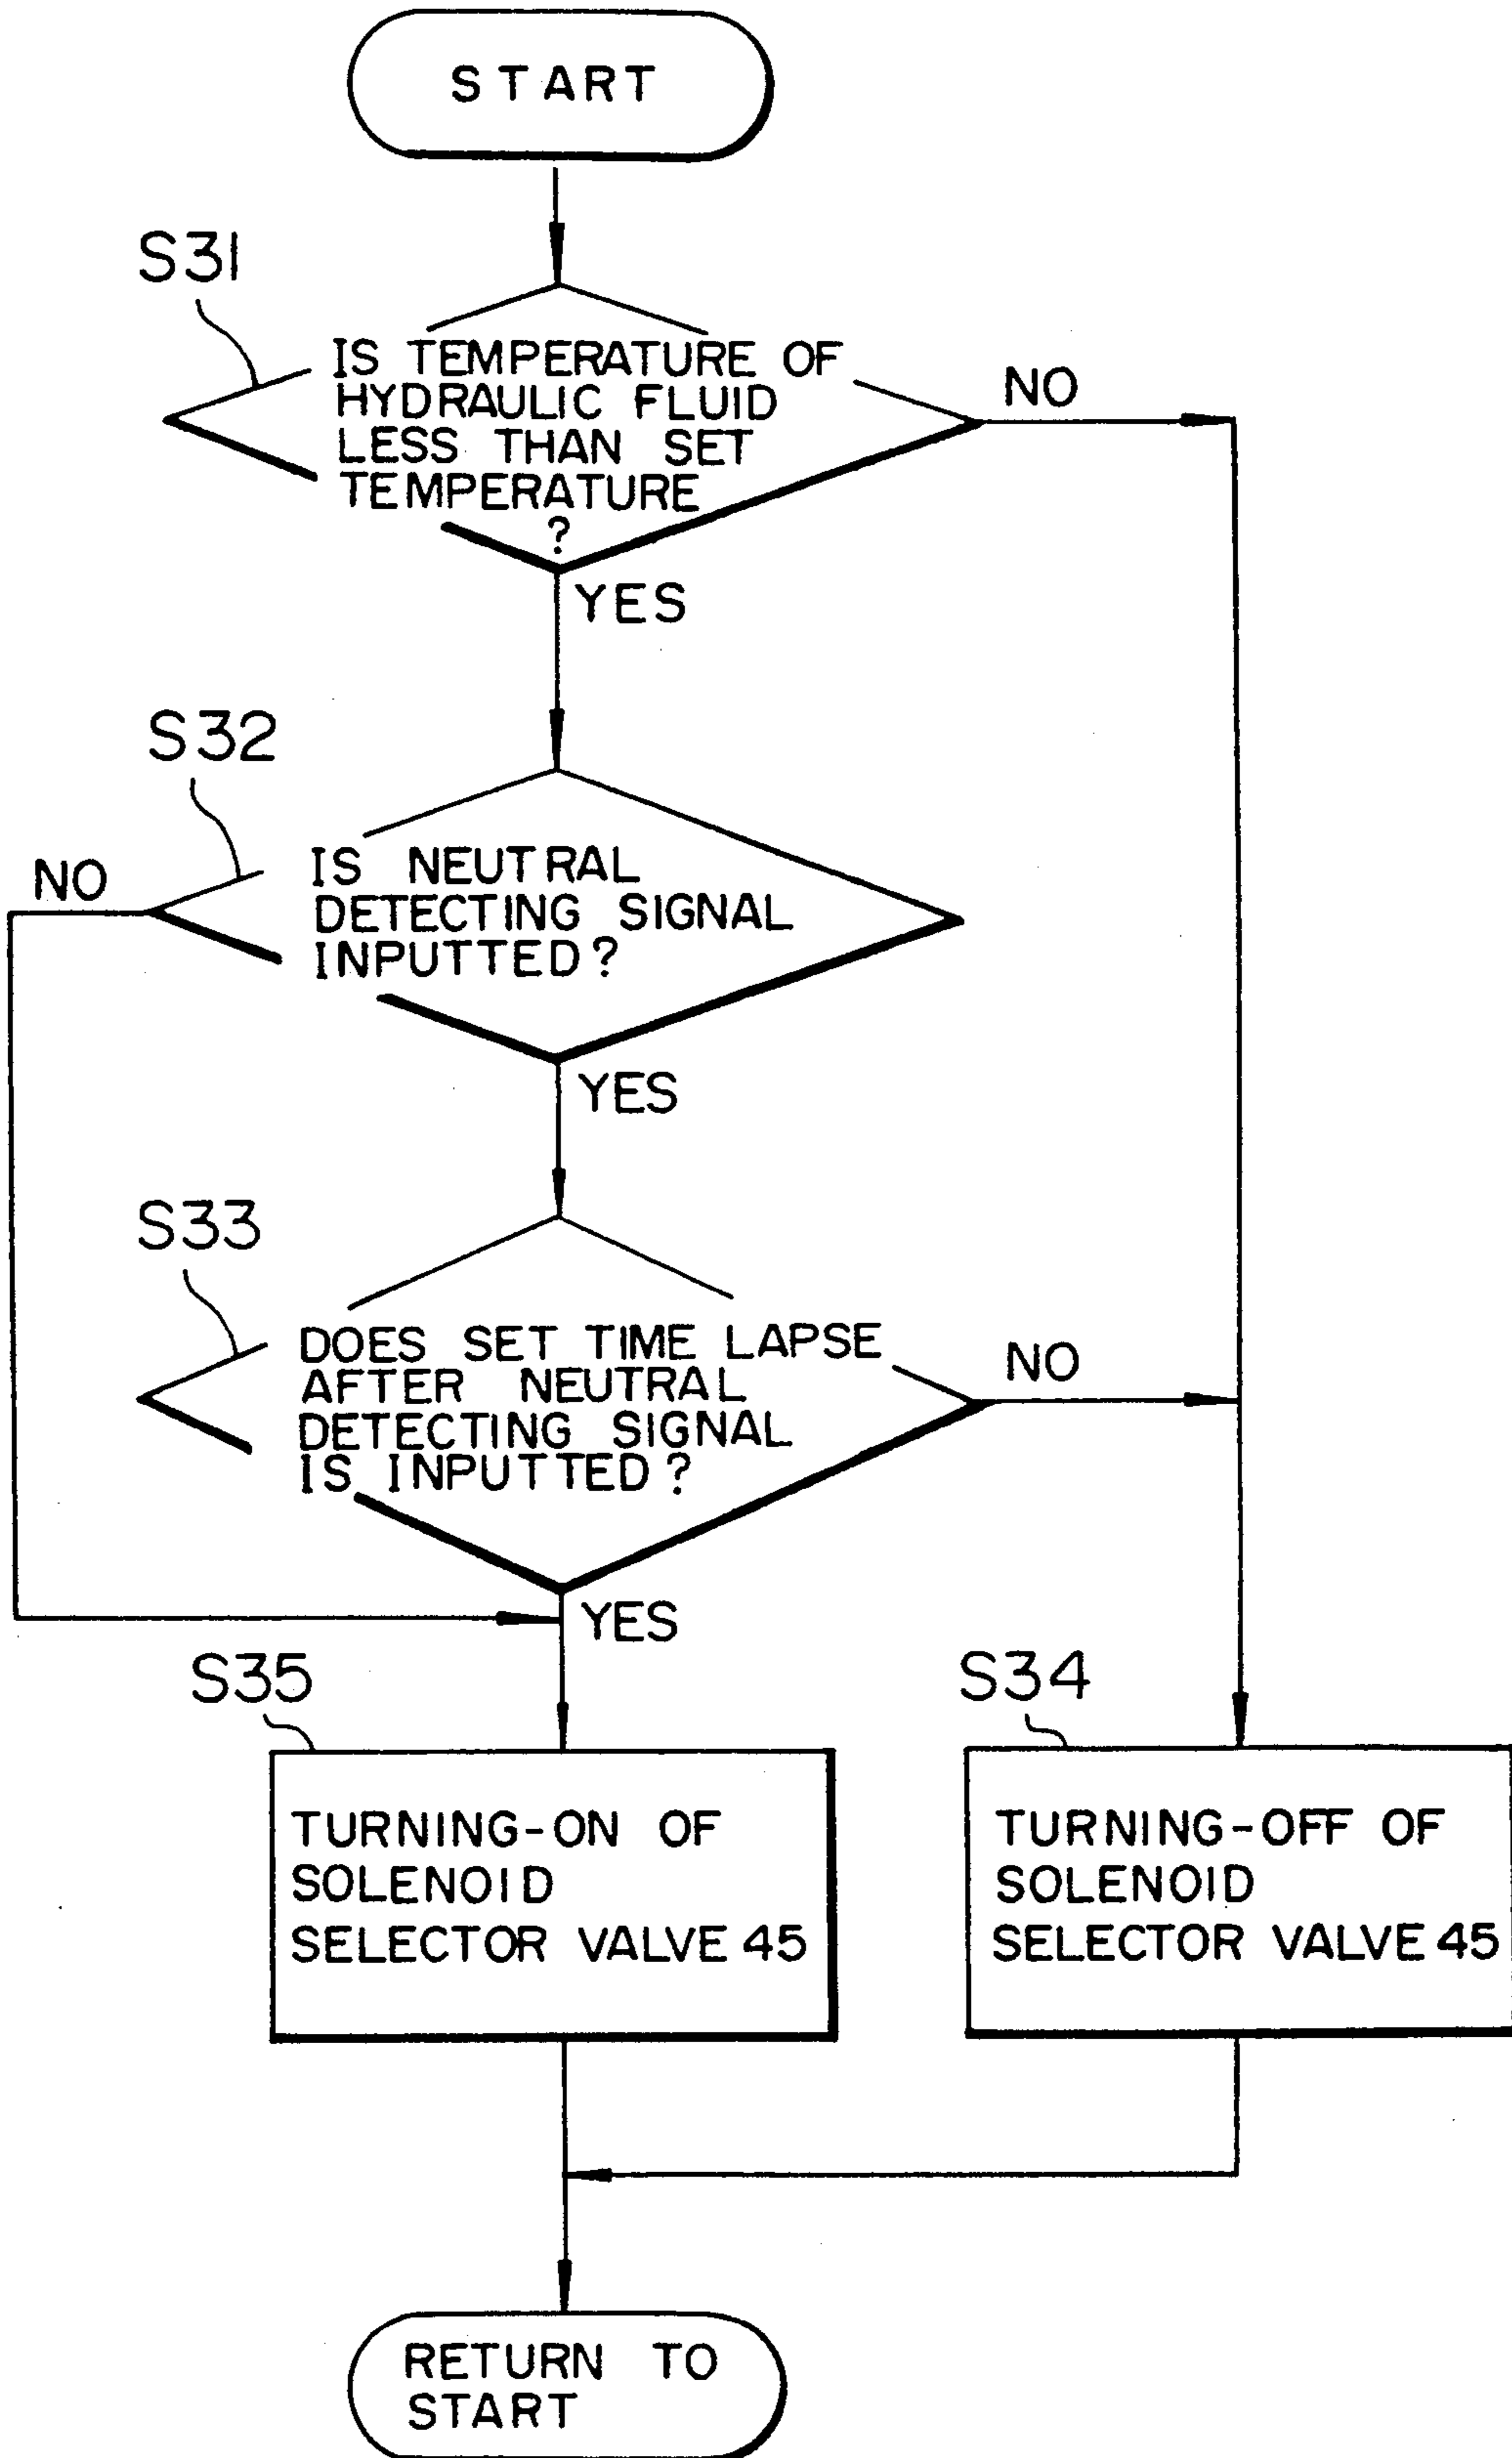 START
S31
IS TEMPERATURE OF
HYDRAULIC FLUID
LESS THAN SET
TEMPERATURE
?
NO
YES
S32
NO
IS NEUTRAL
DETECTING SIGNAL
INPUTTED?
YES
S33
DOES SET TIME LAPSE
AFTER NEUTRAL
DETECTING SIGNAL
IS INPUTTED?
NO
YES
S35
TURNING-ON OF
SOLENOID
SELECTOR VALVE 45
S34
TURNING-OFF OF
SOLENOID
SELECTOR VALVE 45
RETURN TO
START